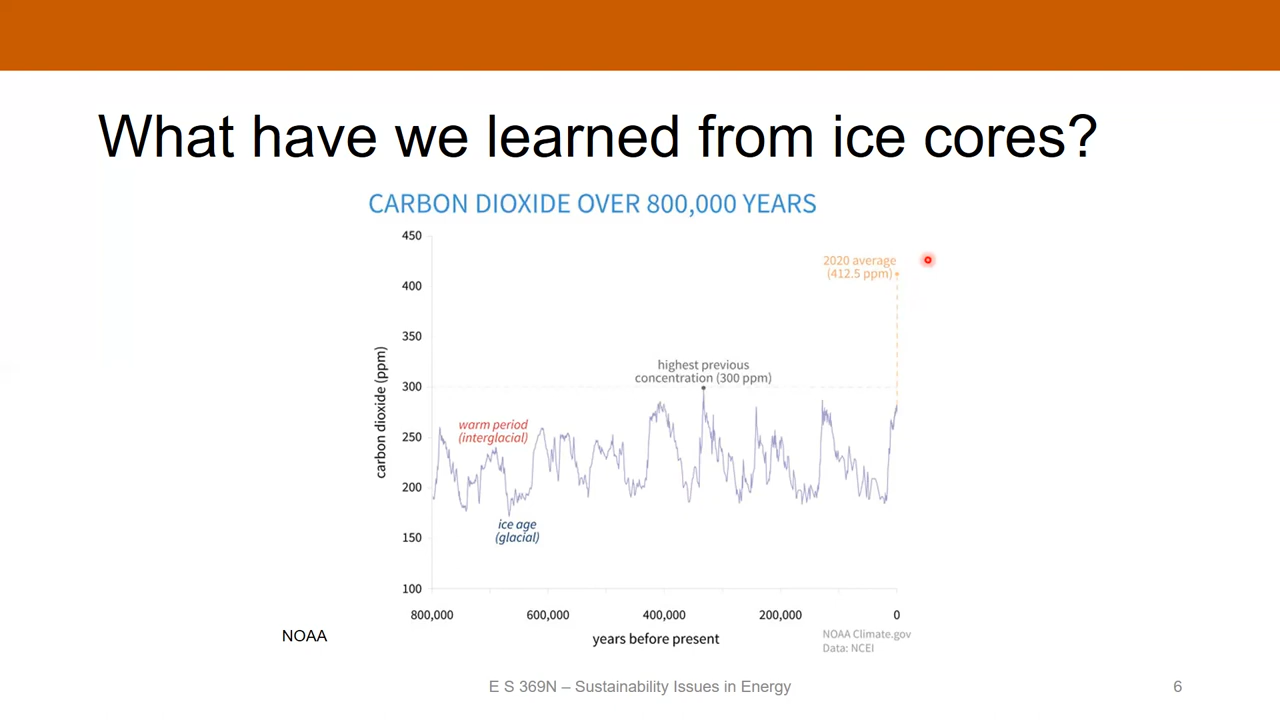 What have we learned from ice cores?
CARBON DIOXIDE OVER 800,000 YEARS
450
400
350
300
250
200
150
100
carbon dioxide (ppm)
2020 average
(412.5 ppm)
highest previous
concentration (300 ppm)
warm period
(interglacial)
ice age
(glacial)
800,000
600,000
400,000
200,000
0
years before present
NOAA Climate.gov
Data: NCEI
NOAA
E S 369N – Sustainability Issues in Energy
6